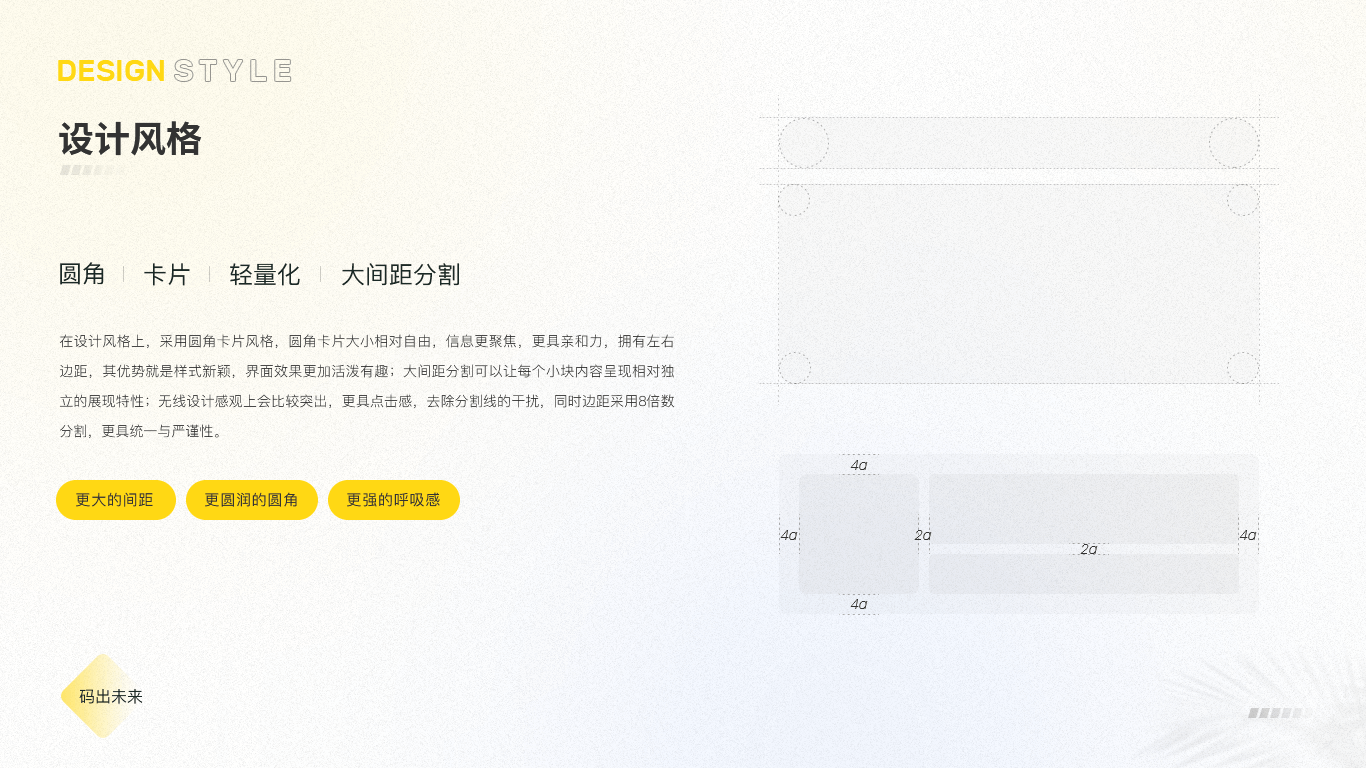 DESIGN STYLE
设计风格
圆角 卡片 轻量化 大间距分割
在设计风格上，采用圆角卡片风格，圆角卡片大小相对自由，信息更聚焦，更具亲和力，拥有左右
边距，其优势就是样式新颖，界面效果更加活泼有趣；大间距分割可以让每个小块内容呈现相对独
立的展现特性；无线设计感观上会比较突出，更具点击感，去除分割线的干扰，同时边距采用8倍数
分割，更具统一与严谨性。
更大的间距 更圆润的圆角 更强的呼吸感
4a
4a 2a 4a
2a
4a
码出未来